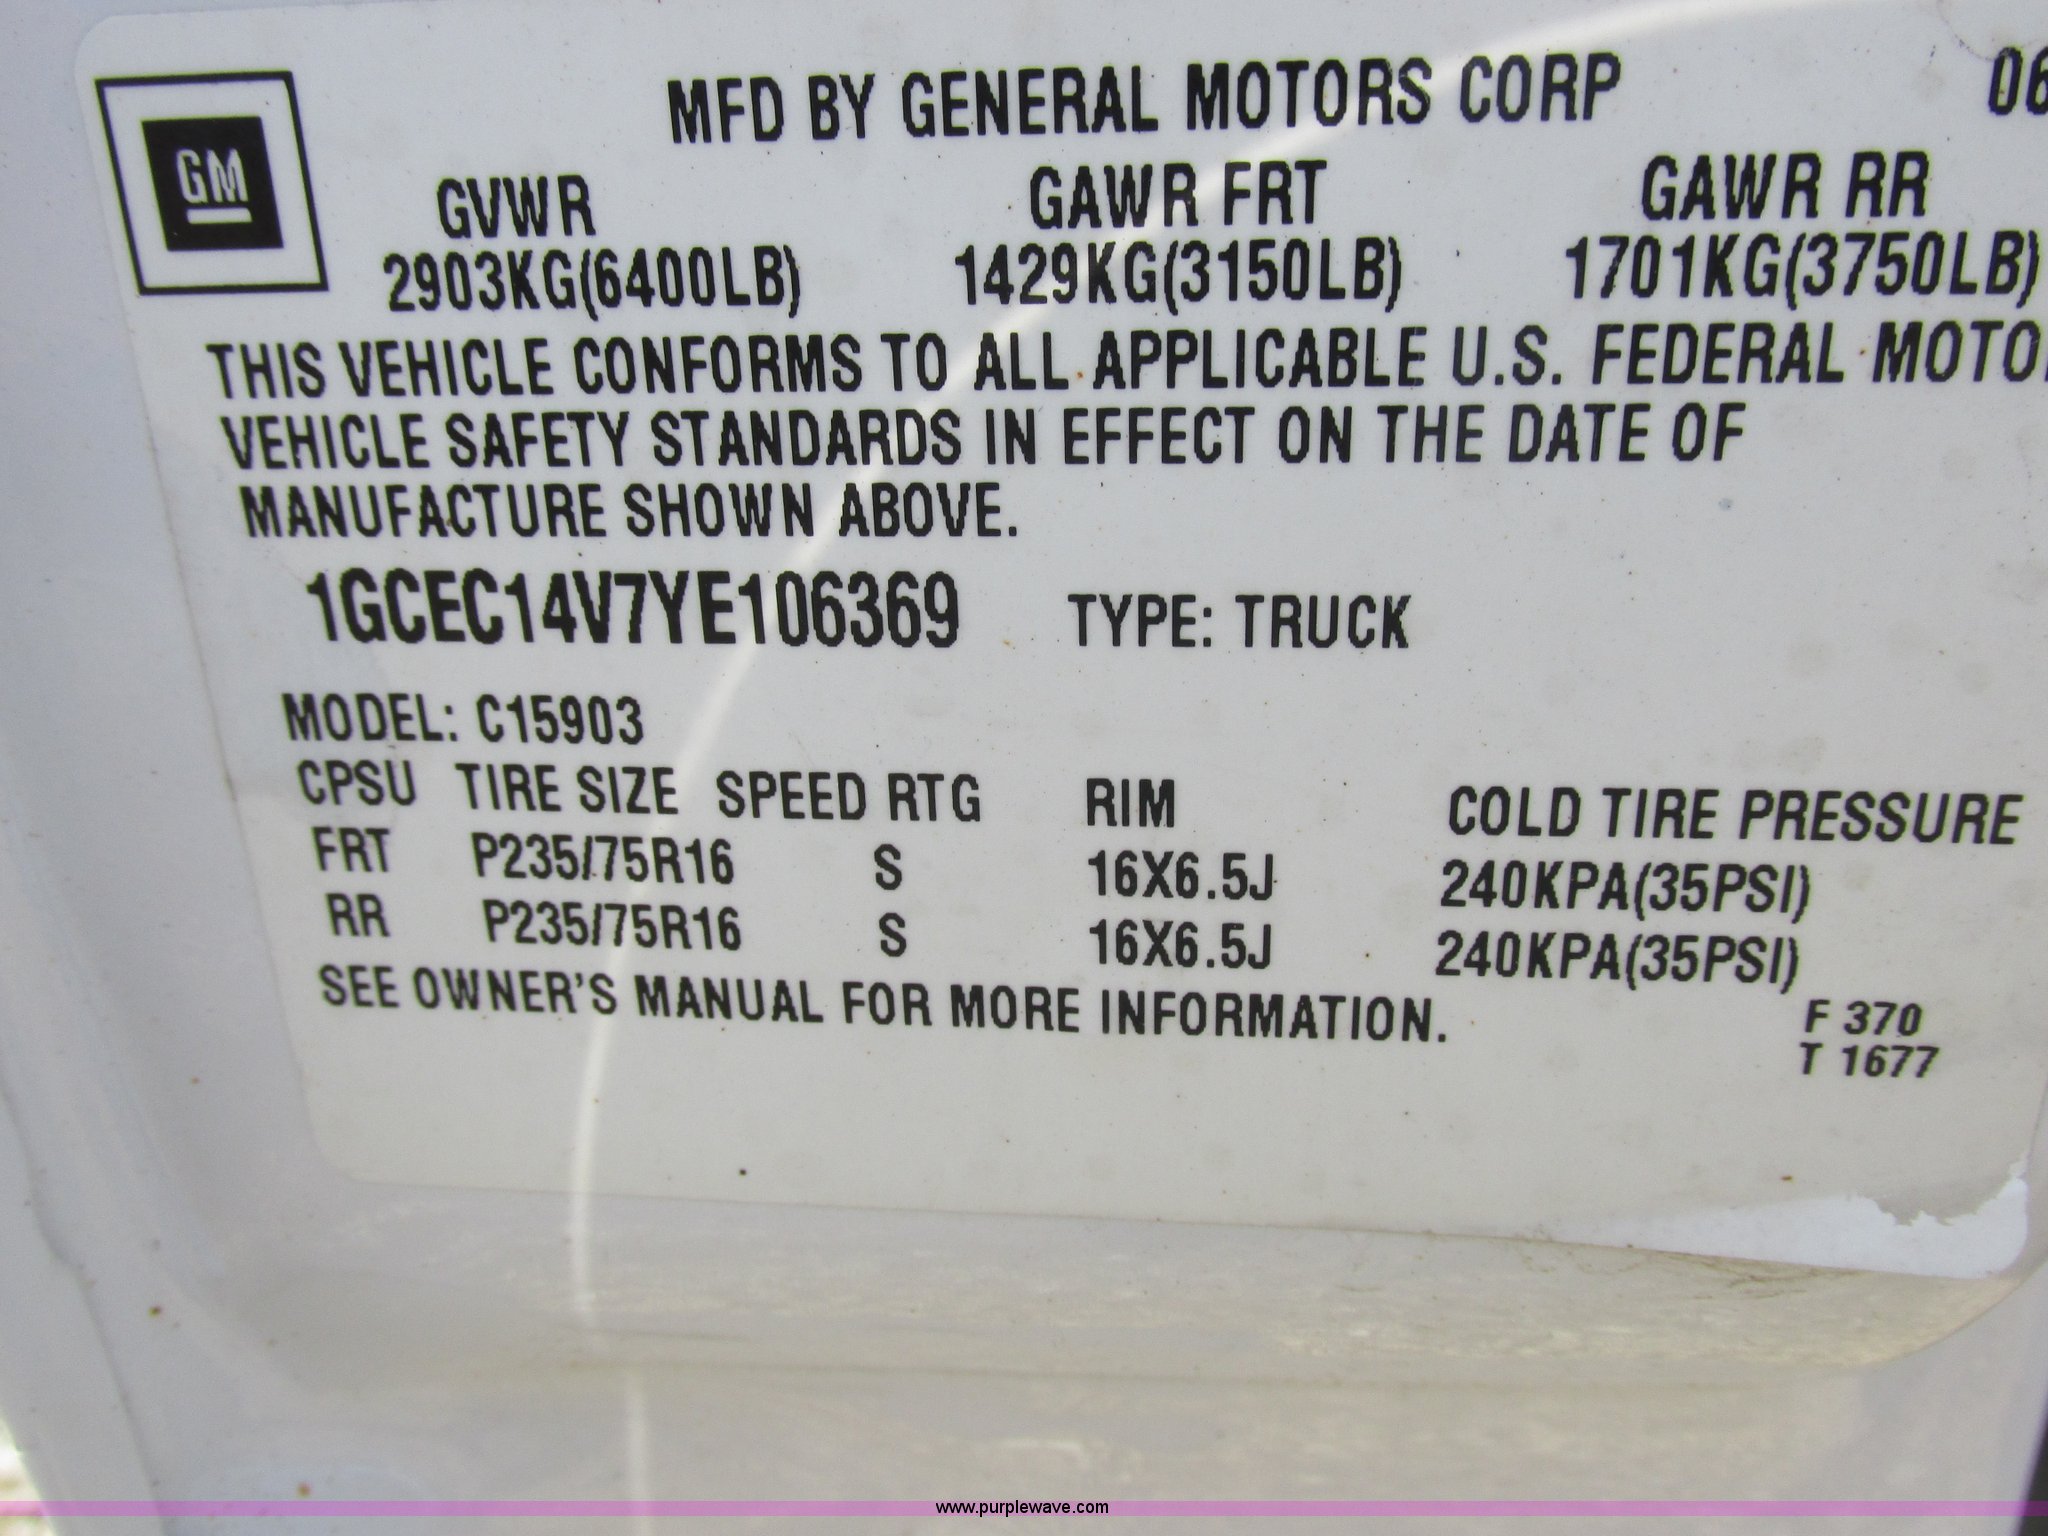 MFD BY GENERAL MOTORS CORP 06
GM
GVWR GAWR FRT GAWR RR
2903KG(6400LB) 1429KG(3150LB) 1701KG(3750LB)
THIS VEHICLE CONFORMS TO ALL APPLICABLE U.S. FEDERAL MOTO
VEHICLE SAFETY STANDARDS IN EFFECT ON THE DATE OF
MANUFACTURE SHOWN ABOVE.
1GCEC14V7YE106369 TYPE: TRUCK
MODEL: C15903
CPSU TIRE SIZE SPEED RTG RIM COLD TIRE PRESSURE
FRT P235/75R16 S 16X6.5J 240KPA(35PSI)
RR P235/75R16 S 16X6.5J 240KPA(35PSI)
SEE OWNER'S MANUAL FOR MORE INFORMATION.
F 370
T 1677
www.purplewave.com